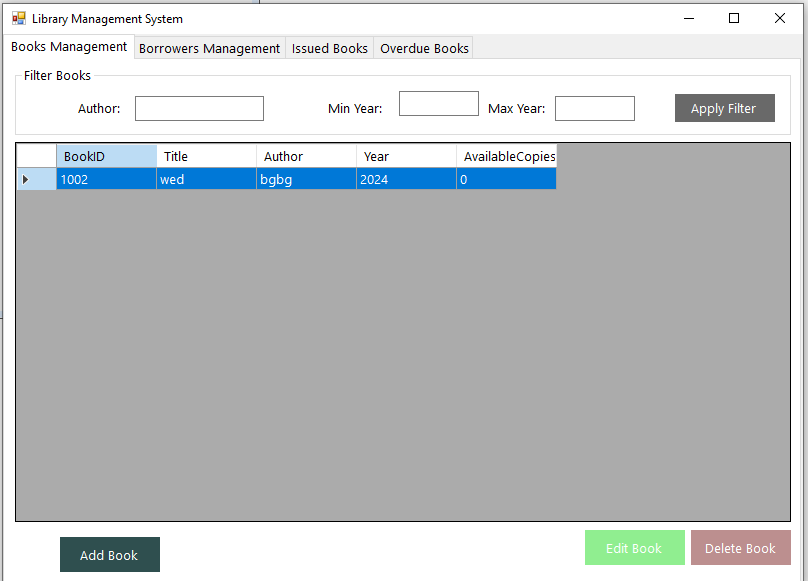 Library Management System
Books Management Borrowers Management Issued Books Overdue Books
Filter Books
Author: Min Year: Max Year: Apply Filter
BookID Title Author Year AvailableCopies
1002 wed bgbg 2024 0
Add Book Edit Book Delete Book